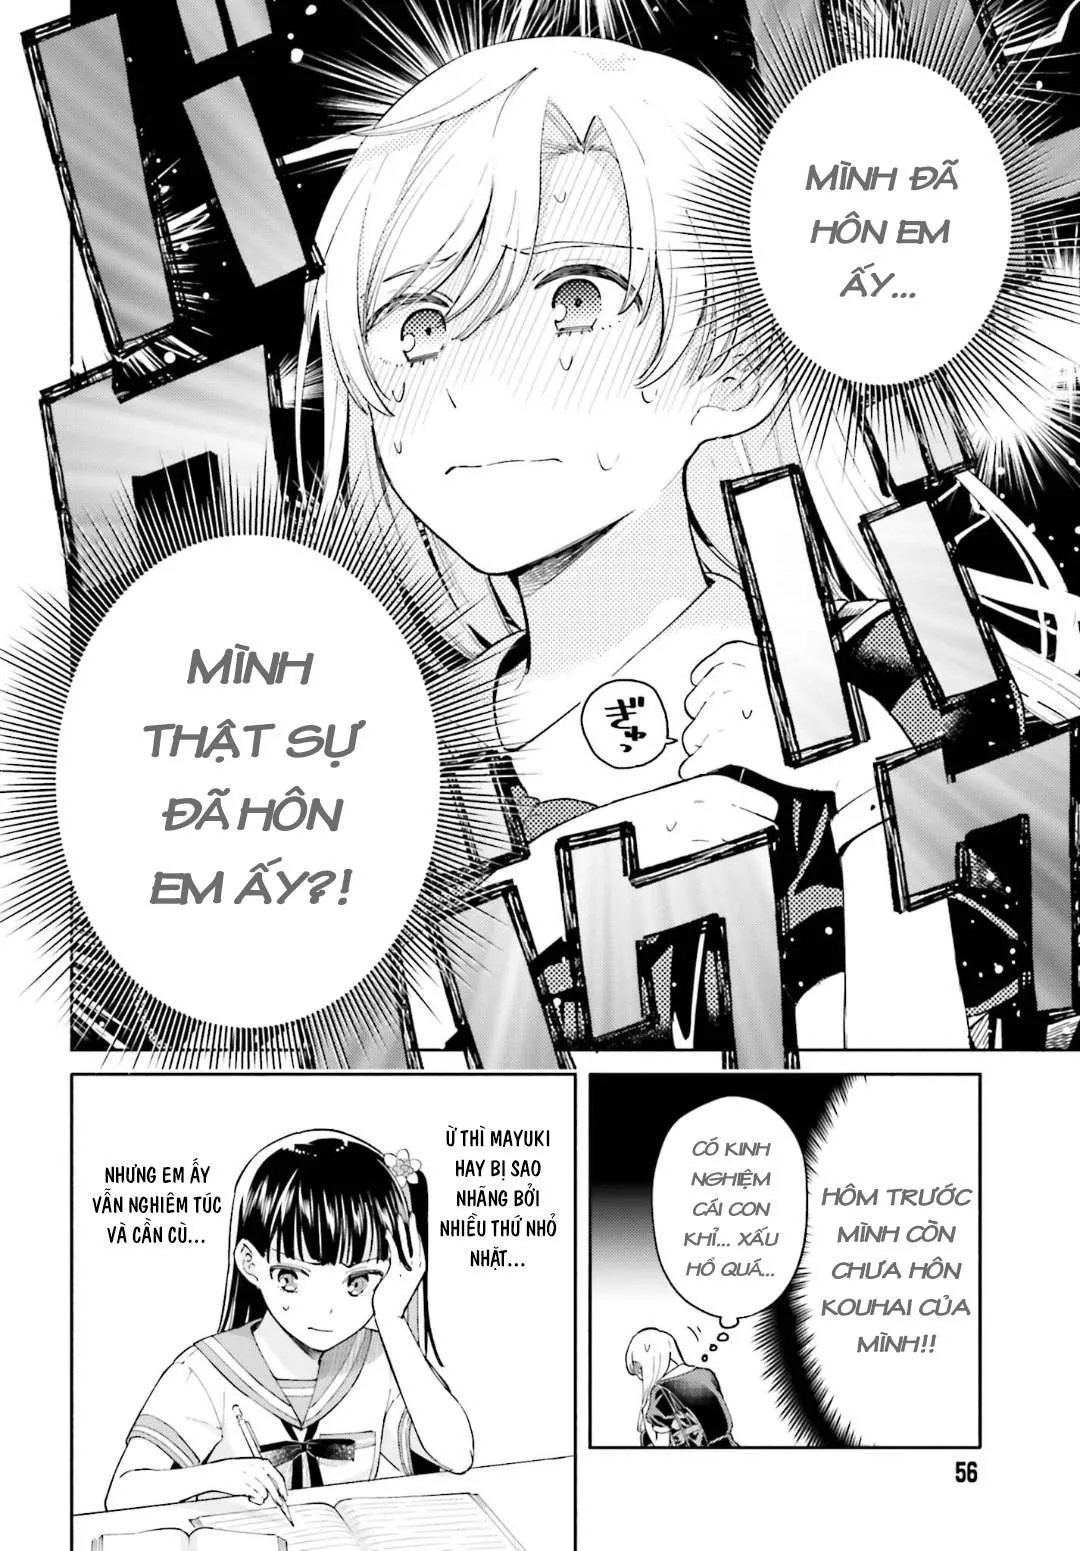 MÌNH ĐÃ
HÔN EM
ẤY...
MÌNH
THẬT SỰ
ĐÃ HÔN
EM ẤY?!
ぎゅっ
HÔM TRƯỚC
MÌNH CÒN
CHƯA HÔN
KOUHAI CỦA
MÌNH!!
CÓ KINH
NGHIỆM
CÁI CON
KHỈ... XẤU
HỔ QUÁ...
Ừ THÌ MAYUKI
HAY BỊ SAO
NHÃNG BỞI
NHIỀU THỨ NHỎ
NHẶT...
NHƯNG EM ẤY
VẪN NGHIÊM TÚC
VÀ CẦN CÙ...
56